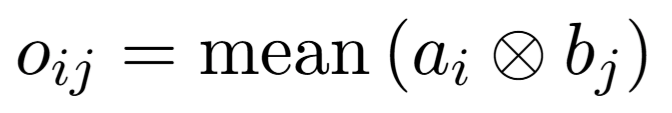 o_{ij} = mean (a_i ⊗ b_j)